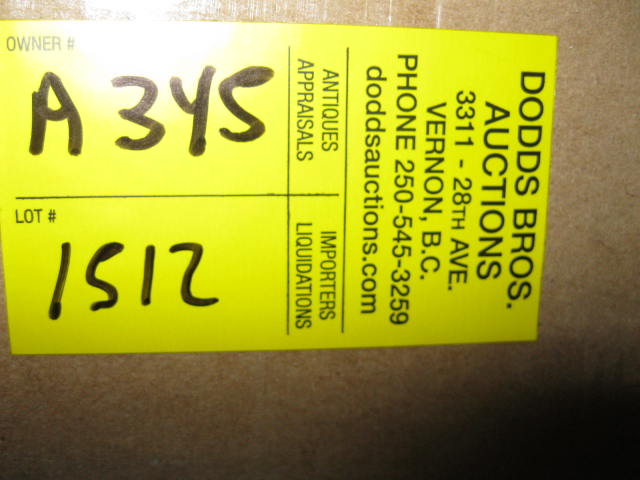 DODDS BROS.
AUCTIONS
3311 - 28TH AVE.
VERNON, B.C.
PHONE 250-545-3259
doddsauctions.com
ANTIQUES
APPRAISALS
IMPORTERS
LIQUIDATIONS
OWNER #
A 345
LOT #
1512